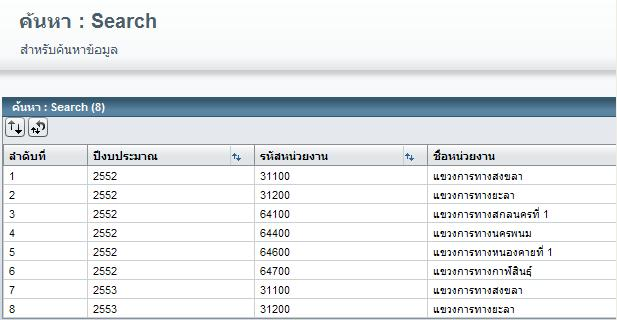 ค้นหา : Search
สำหรับค้นหาข้อมูล
ค้นหา : Search (8)
ลำดับที่ ปีงบประมาณ รหัสหน่วยงาน ชื่อหน่วยงาน
1 2552 31100 แขวงการทางสงขลา
2 2552 31200 แขวงการทางยะลา
3 2552 64100 แขวงการทางสกลนครที่ 1
4 2552 64400 แขวงการทางนครพนม
5 2552 64600 แขวงการทางหนองคายที่ 1
6 2552 64700 แขวงการทางกาฬสินธุ์
7 2553 31100 แขวงการทางสงขลา
8 2553 31200 แขวงการทางยะลา